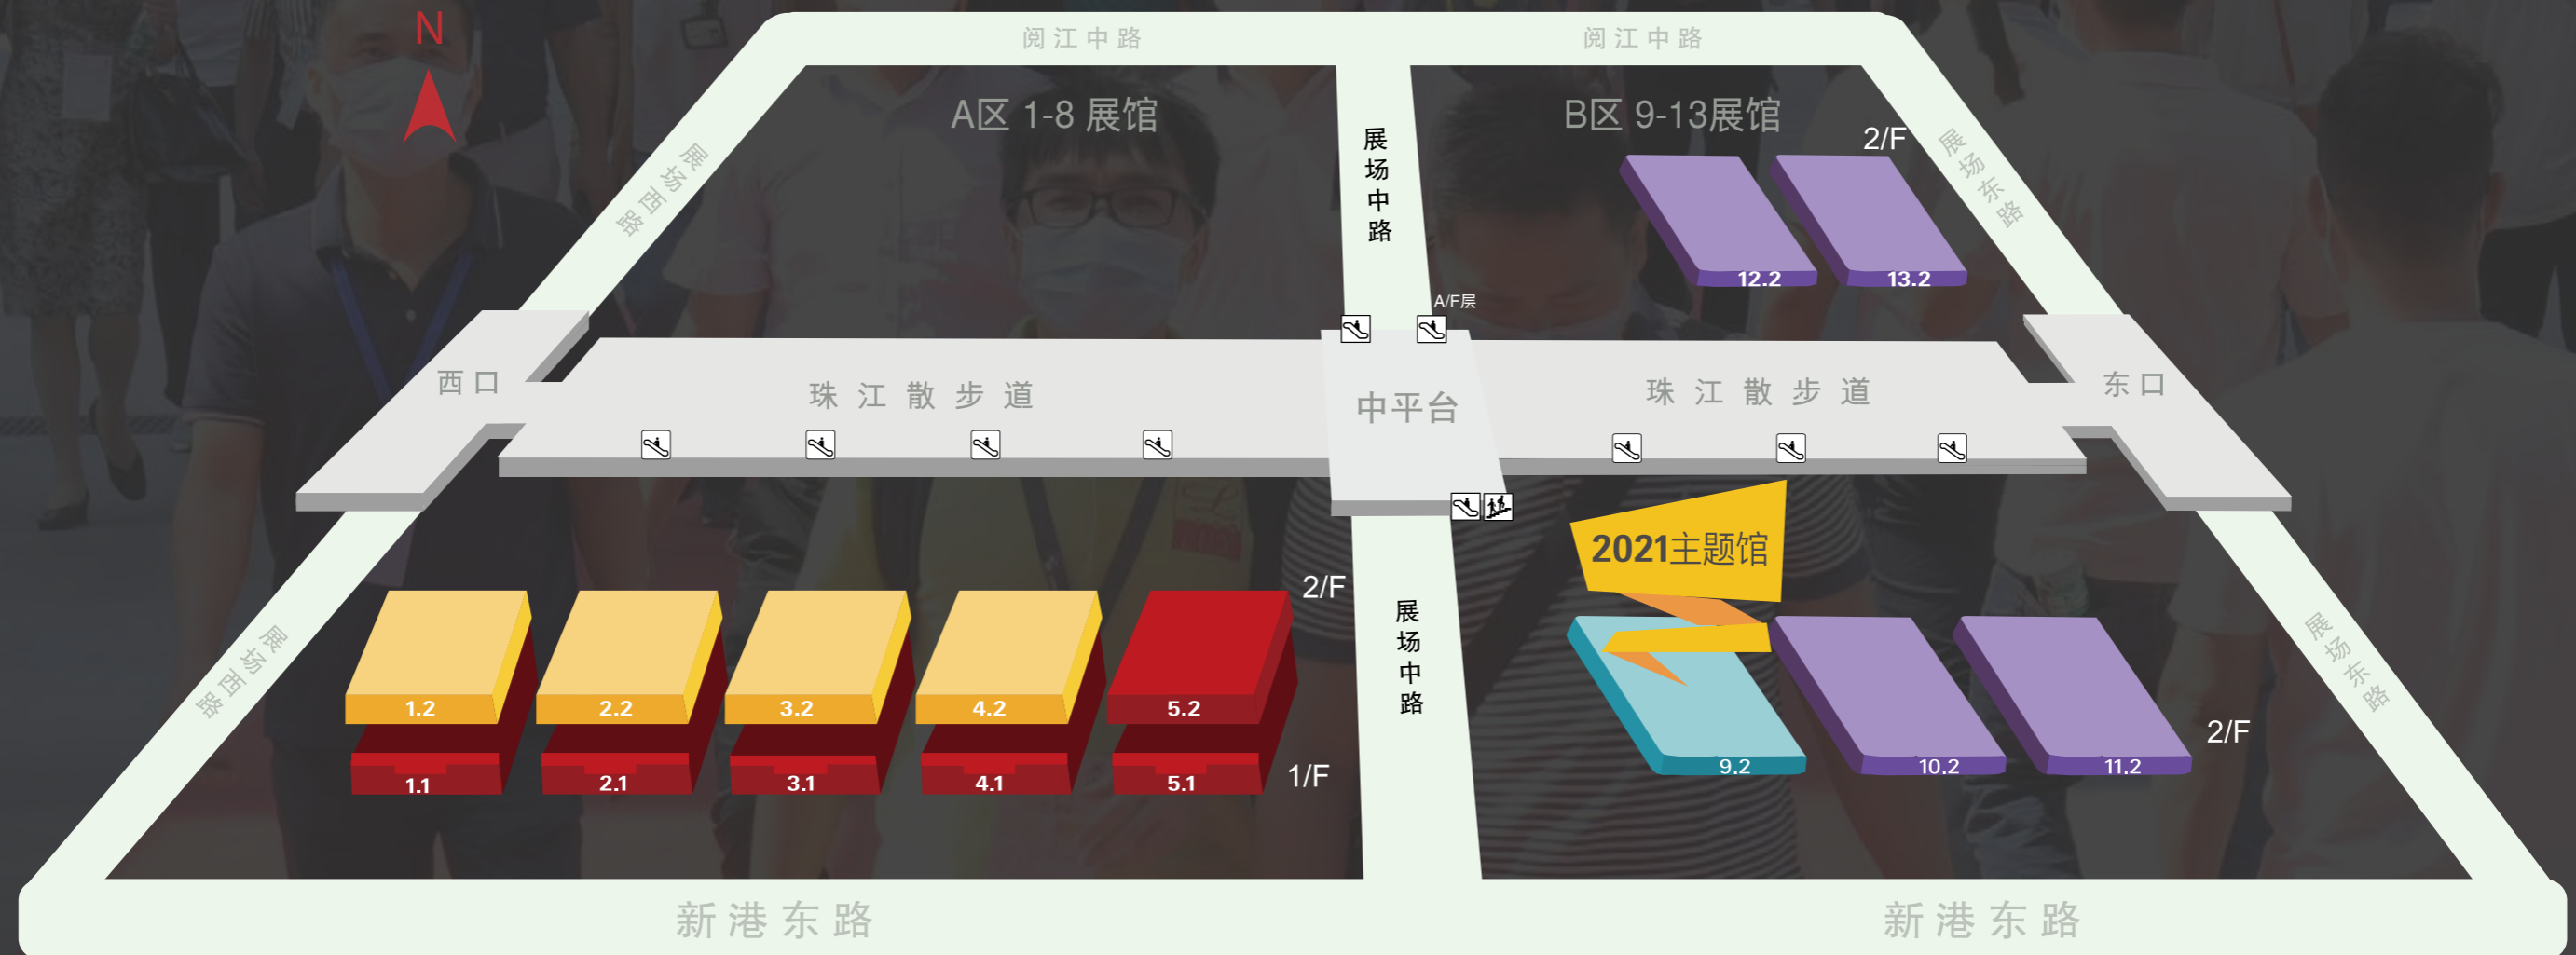 N
阅江中路
阅江中路
A区 1-8 展馆
B区 9-13展馆
2/F
展场中路
展场西路
展场东路
12.2
13.2
A/F层
西口
珠江散步道
中平台
珠江散步道
东口
2021主题馆
2/F
展场中路
展场西路
展场东路
1.2
2.2
3.2
4.2
5.2
2/F
1.1
2.1
3.1
4.1
5.1
1/F
9.2
10.2
11.2
新港东路
新港东路